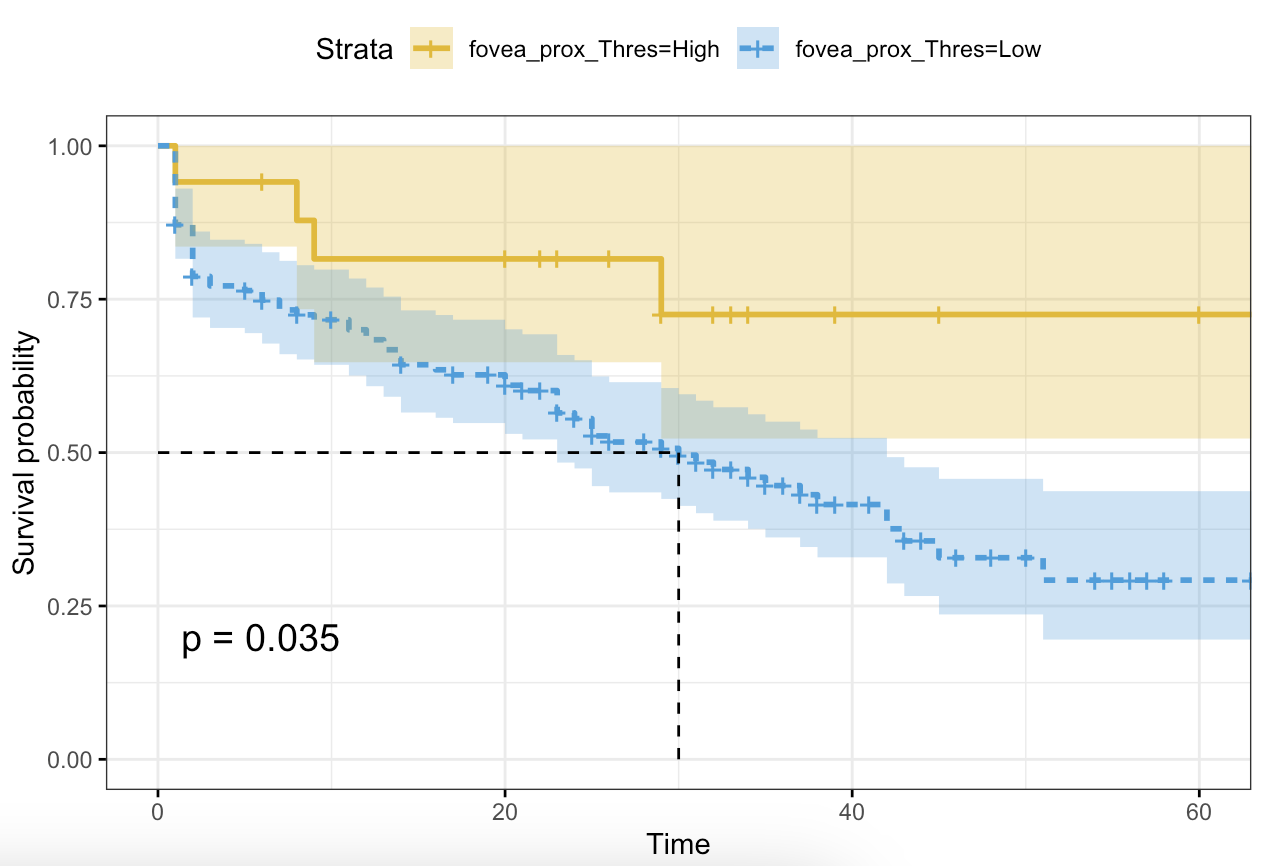 Strata fovea_prox_Thres=High fovea_prox_Thres=Low
1.00
0.75
0.50
0.25
0.00
Survival probability
p = 0.035
0 20 40 60
Time